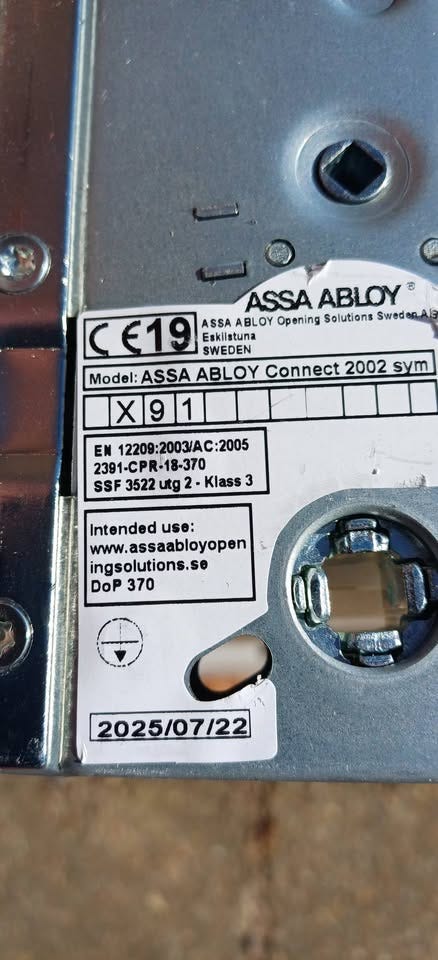 ASSA ABLOY®
CE19
ASSA ABLOY Opening Solutions Sweden
Eskilstuna
SWEDEN
Model: ASSA ABLOY Connect 2002 sym
X 9 1
EN 12209:2003/AC:2005
2391-CPR-18-370
SSF 3522 utg 2 - Klass 3
Intended use:
www.assaabloyopen
ingsolutions.se
DoP 370
2025/07/22